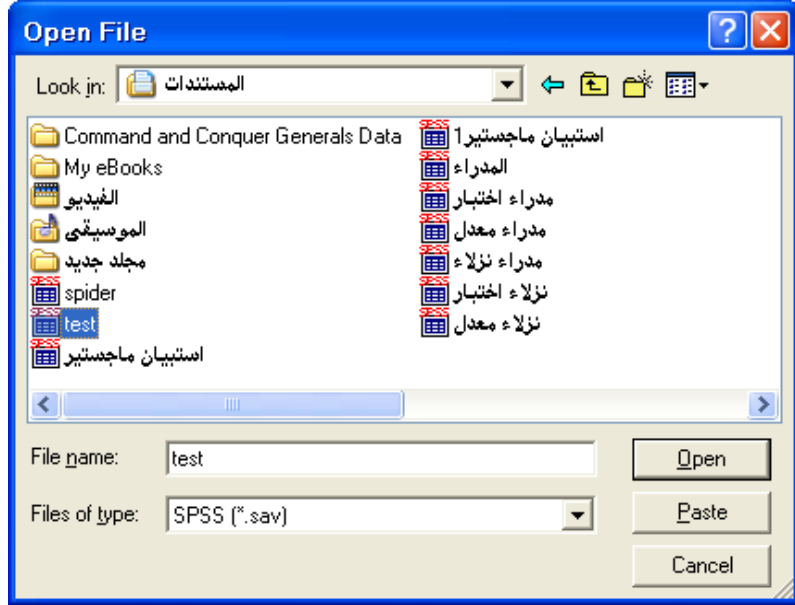 Open File
Look in: المستندات
Command and Conquer Generals Data
My eBooks
الفيديو
الموسيقى
مجلد جديد
spider
test
استبيان ماجستير
استبيان ماجستير1
المدراء
مدراء اختبار
مدراء معدل
مدراء نزلاء
نزلاء اختبار
نزلاء معدل
File name: test
Open
Files of type: SPSS (*.sav)
Paste
Cancel